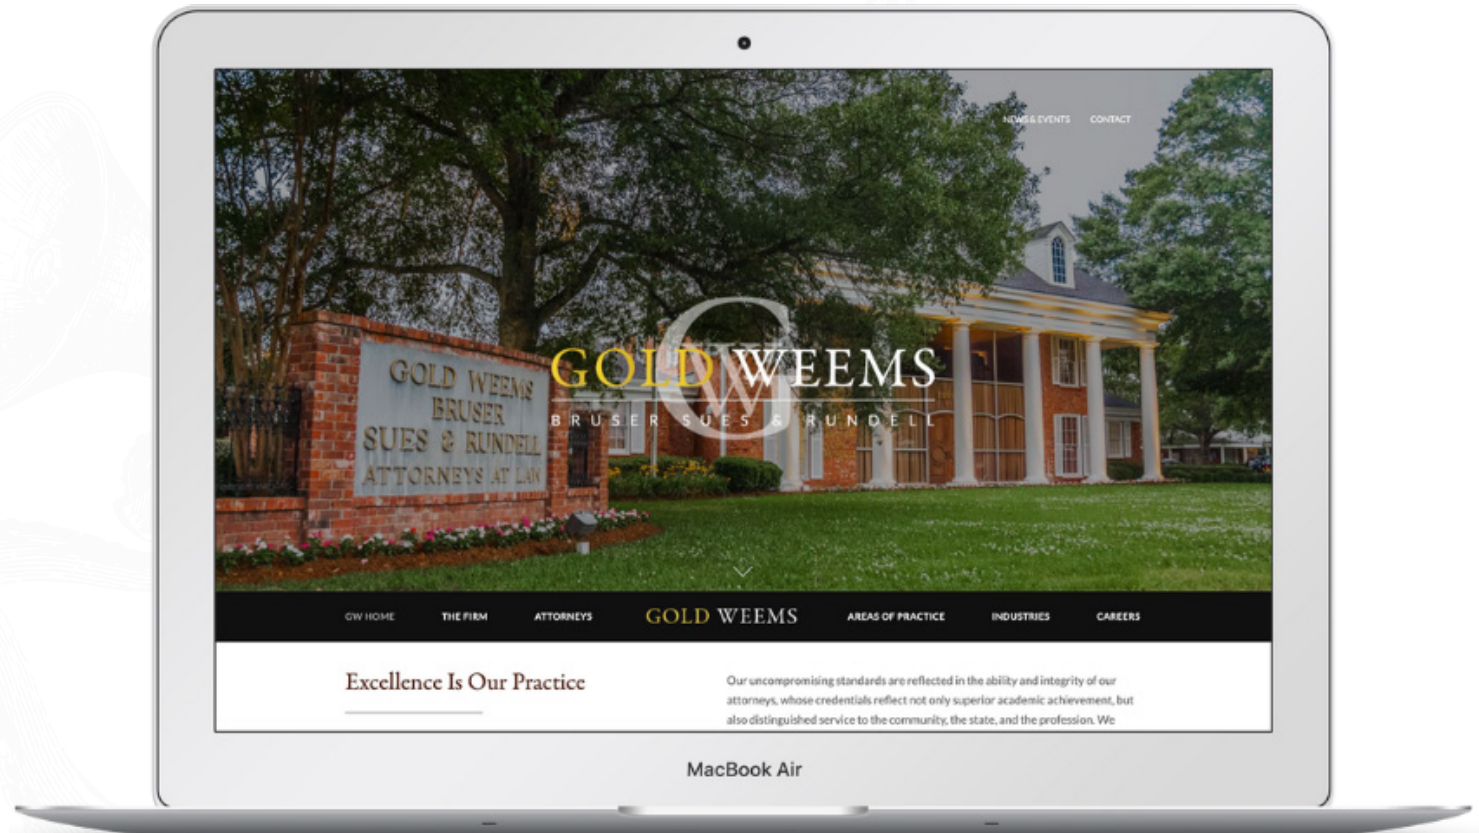 NEWS & EVENTS CONTACT
GOLD WEEMS
BRUSER
SUES & RUNDELL
ATTORNEYS AT LAW
GW
GOLD WEEMS
BRUSER SUES & RUNDELL
GW HOME THE FIRM ATTORNEYS GOLD WEEMS AREAS OF PRACTICE INDUSTRIES CAREERS
Excellence Is Our Practice
Our uncompromising standards are reflected in the ability and integrity of our
attorneys, whose credentials reflect not only superior academic achievement, but
also distinguished service to the community, the state, and the profession. We
MacBook Air